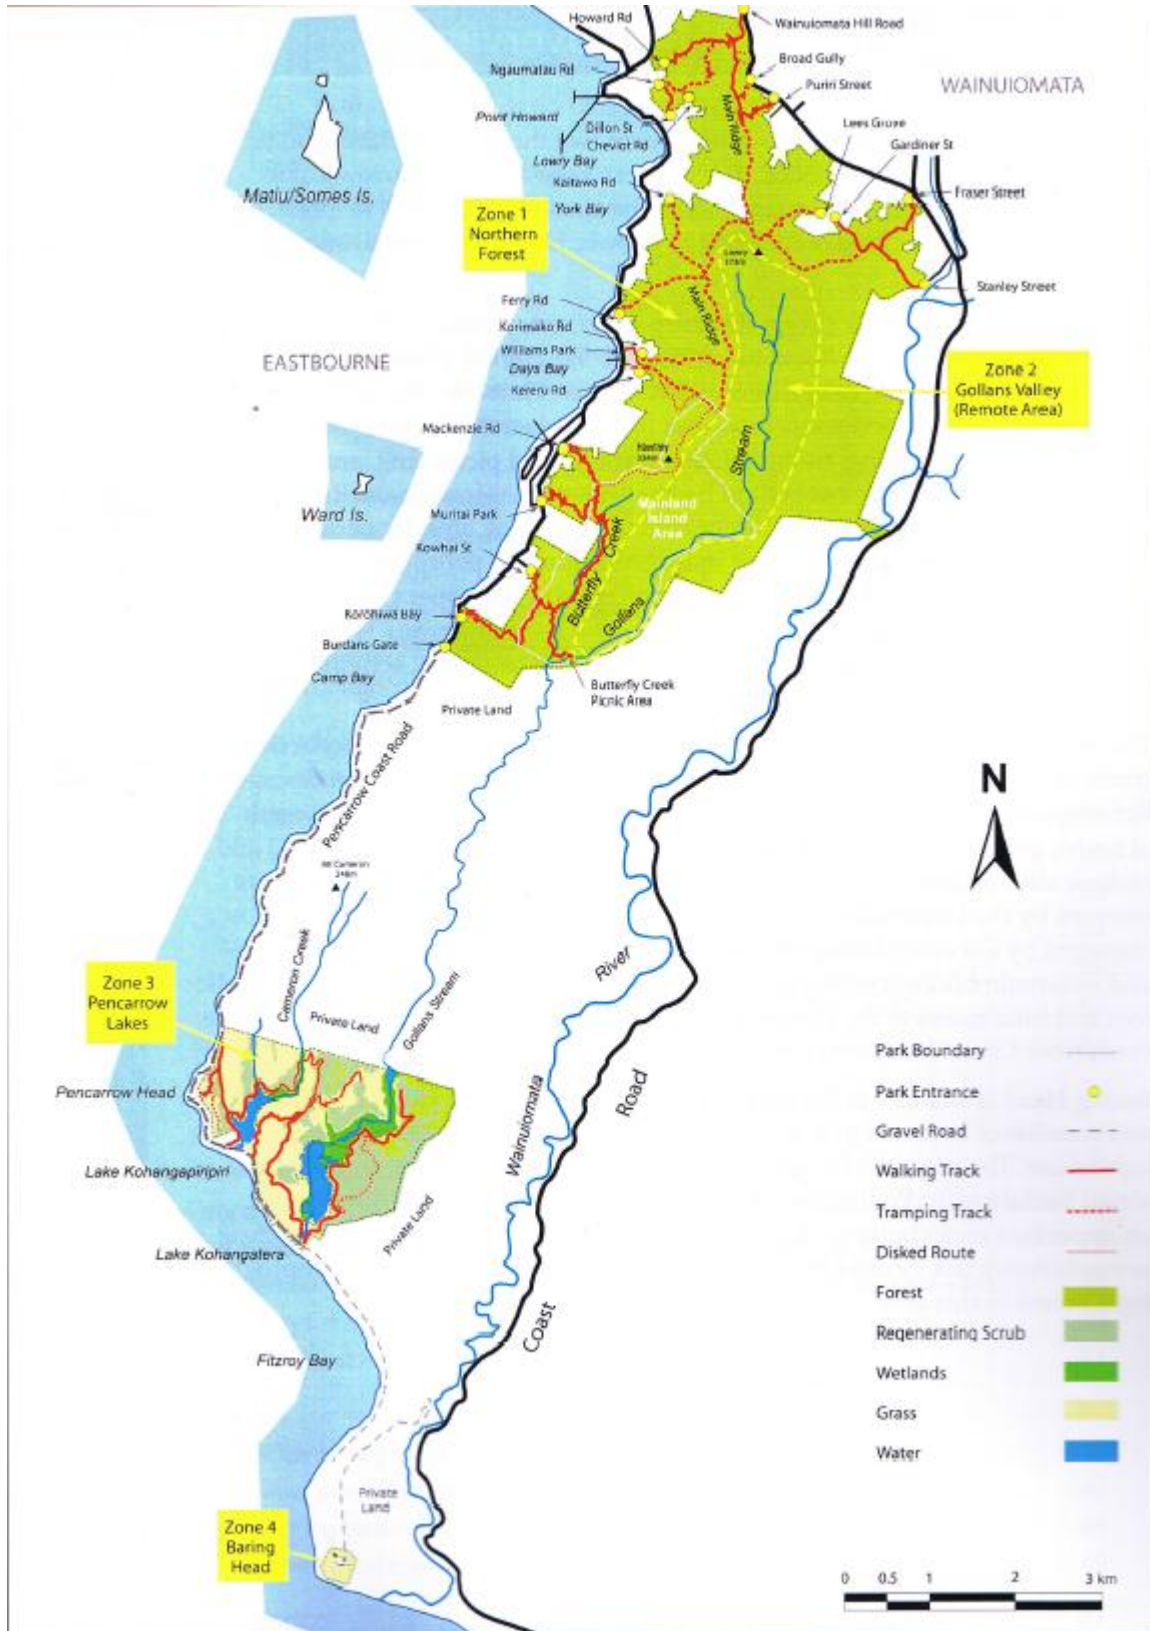 Howard Rd
Wainuiomata Hill Road
Ngaumatau Rd
Broad Gully
Puriri Street
WAINUIOMATA
Point Howard
Main Ridge
Dillon St
Cheviot Rd
Lees Grove
Gardiner St
Lowry Bay
Kaitawa Rd
Fraser Street
Matiu/Somes Is.
York Bay
Zone 1
Northern
Forest
Lowry
Stanley Street
Ferry Rd
Main Ridge
Korimako Rd
EASTBOURNE
Williams Park
Days Bay
Kereru Rd
Zone 2
Gollans Valley
(Remote Area)
Mackenzie Rd
Stream
Mainland
Island
Area
Ward Is.
Muritai Park
Creek
Kowhai St
Butterfly
Gollans
Korohiwa Bay
Burdans Gate
Camp Bay
Butterfly Creek
Picnic Area
Private Land
Pencarrow Coast Road
N
Mt Cameron
Cameron Creek
River
Zone 3
Pencarrow
Lakes
Private Land
Gollans Stream
Pencarrow Head
Wainuiomata
Road
Lake Kohangapiripiri
Private Land
Lake Kohangatera
Coast
Fitzroy Bay
Private
Land
Zone 4
Baring
Head
Park Boundary
Park Entrance
Gravel Road
Walking Track
Tramping Track
Disked Route
Forest
Regenerating Scrub
Wetlands
Grass
Water
0 0.5 1 2 3 km